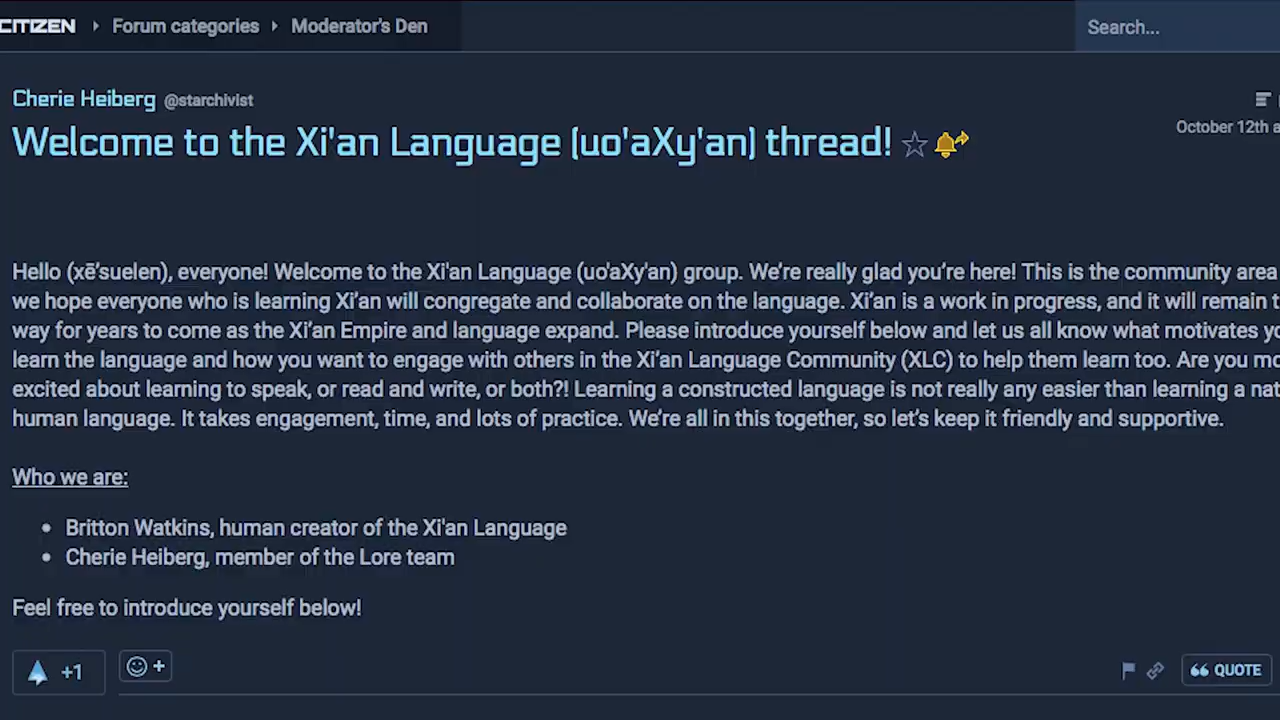 CITIZEN Forum categories Moderator's Den Search...
Cherie Heiberg @starchivist
October 12th
Welcome to the Xi'an Language (uo'aXy'an) thread!
Hello (xē’suelen), everyone! Welcome to the Xi'an Language (uo'aXy'an) group. We’re really glad you’re here! This is the community area
we hope everyone who is learning Xi’an will congregate and collaborate on the language. Xi’an is a work in progress, and it will remain
way for years to come as the Xi’an Empire and language expand. Please introduce yourself below and let us all know what motivates
learn the language and how you want to engage with others in the Xi’an Language Community (XLC) to help them learn too. Are you
excited about learning to speak, or read and write, or both?! Learning a constructed language is not really any easier than learning a
human language. It takes engagement, time, and lots of practice. We’re all in this together, so let’s keep it friendly and supportive.
Who we are:
• Britton Watkins, human creator of the Xi'an Language
• Cherie Heiberg, member of the Lore team
Feel free to introduce yourself below!
+1 + QUOTE